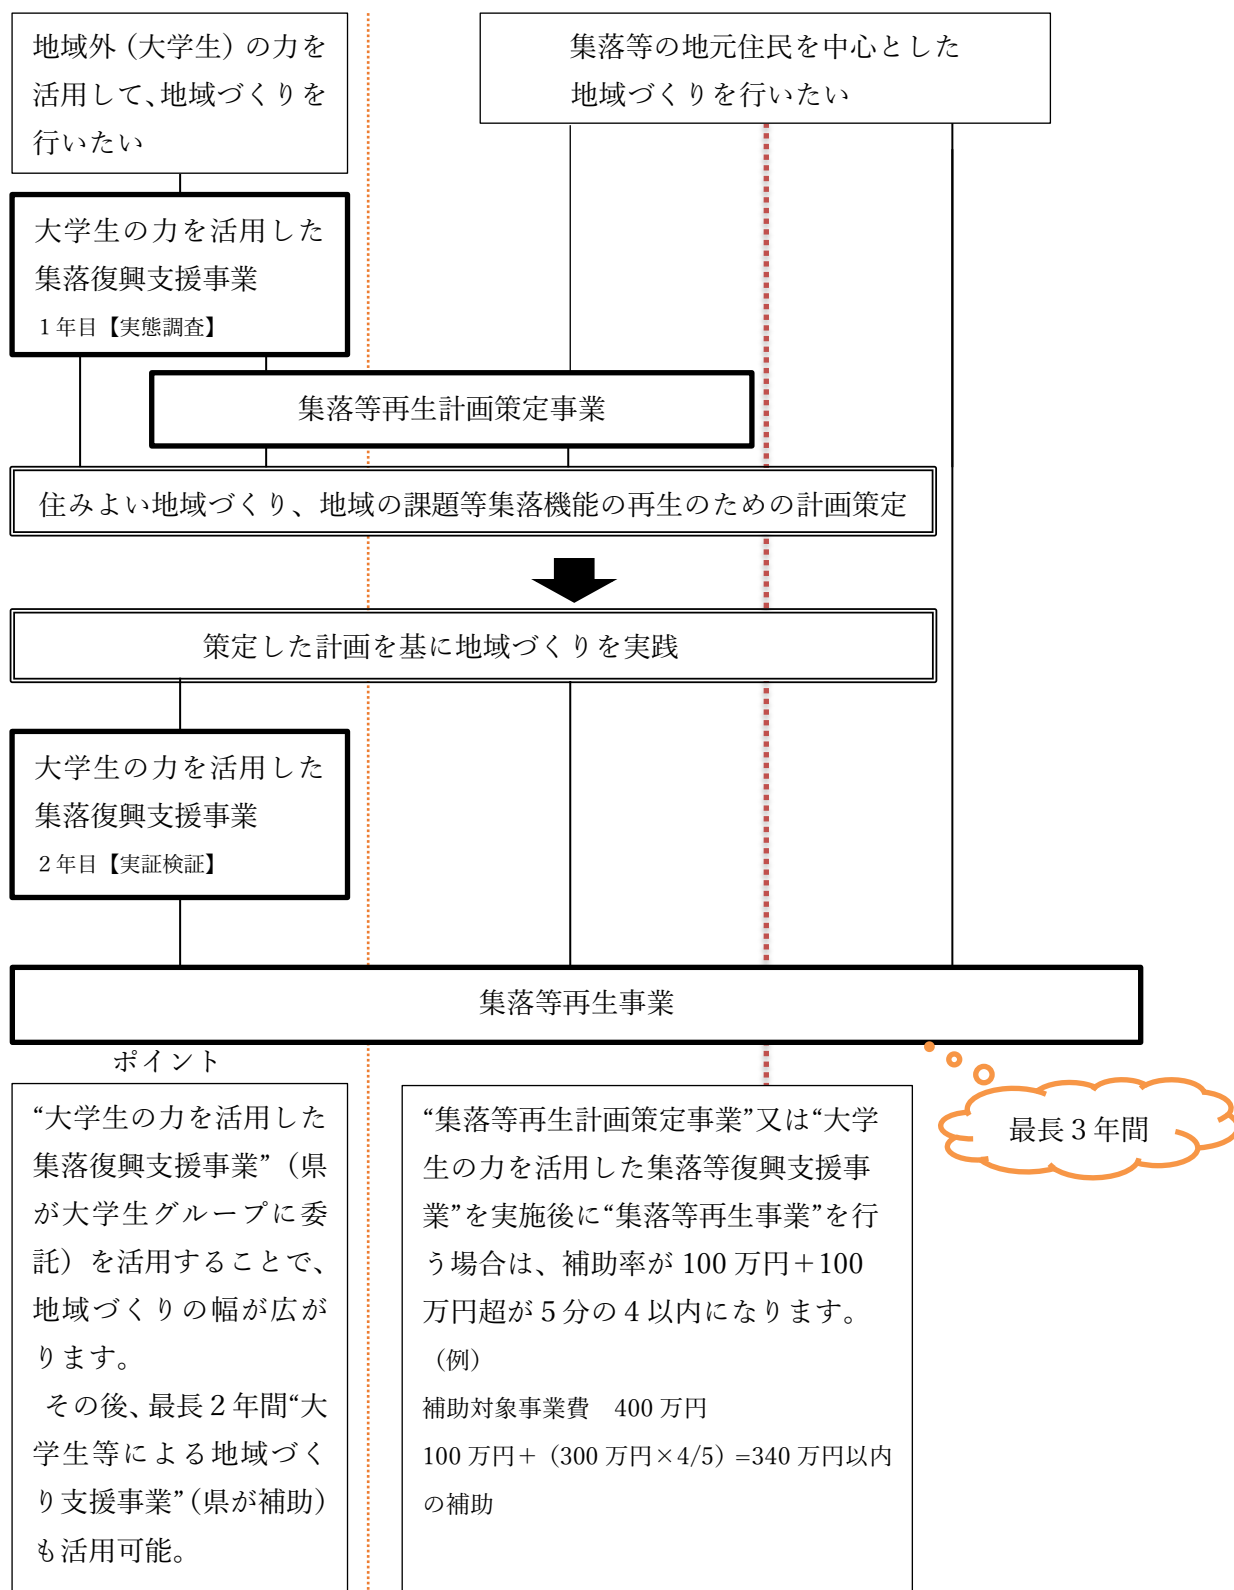 地域外（大学生）の力を
活用して、地域づくりを
行いたい
集落等の地元住民を中心とした
地域づくりを行いたい
大学生の力を活用した
集落復興支援事業
１年目【実態調査】
集落等再生計画策定事業
住みよい地域づくり、地域の課題等集落機能の再生のための計画策定
策定した計画を基に地域づくりを実践
大学生の力を活用した
集落復興支援事業
２年目【実証検証】
集落等再生事業
最長３年間
ポイント
“大学生の力を活用した
集落復興支援事業”（県
が大学生グループに委
託）を活用することで、
地域づくりの幅が広が
ります。
その後、最長２年間“大
学生等による地域づく
り支援事業”（県が補助）
も活用可能。
“集落等再生計画策定事業”又は“大学
生の力を活用した集落等復興支援事
業”を実施後に“集落等再生事業”を行
う場合は、補助率が 100 万円＋100
万円超が５分の４以内になります。
（例）
補助対象事業費　400 万円
100 万円＋（300 万円×4/5）=340 万円以内
の補助